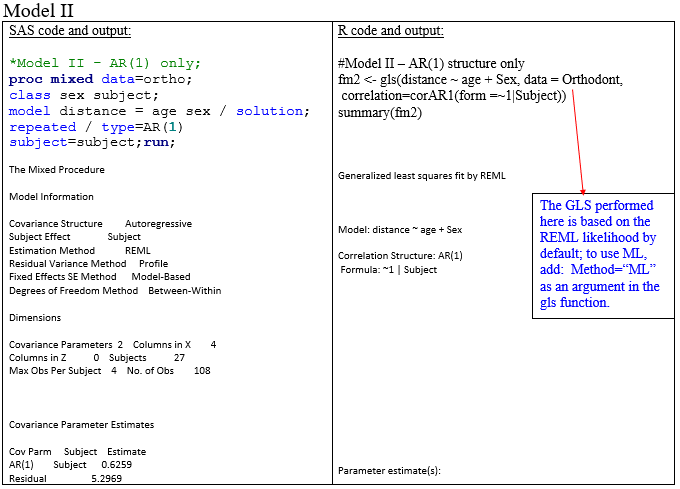 Model II
SAS code and output:
*Model II – AR(1) only;
proc mixed data=ortho;
class sex subject;
model distance = age sex / solution;
repeated / type=AR(1)
subject=subject;run;
The Mixed Procedure
Model Information
Covariance Structure Autoregressive
Subject Effect Subject
Estimation Method REML
Residual Variance Method Profile
Fixed Effects SE Method Model-Based
Degrees of Freedom Method Between-Within
Dimensions
Covariance Parameters 2 Columns in X 4
Columns in Z 0 Subjects 27
Max Obs Per Subject 4 No. of Obs 108
Covariance Parameter Estimates
Cov Parm Subject Estimate
AR(1) Subject 0.6259
Residual 5.2969
R code and output:
#Model II – AR(1) structure only
fm2 <- gls(distance ~ age + Sex, data = Orthodont,
correlation=corAR1(form =~1|Subject))
summary(fm2)
Generalized least squares fit by REML
Model: distance ~ age + Sex
Correlation Structure: AR(1)
Formula: ~1 | Subject
Parameter estimate(s):
The GLS performed
here is based on the
REML likelihood by
default; to use ML,
add: Method=“ML”
as an argument in the
gls function.